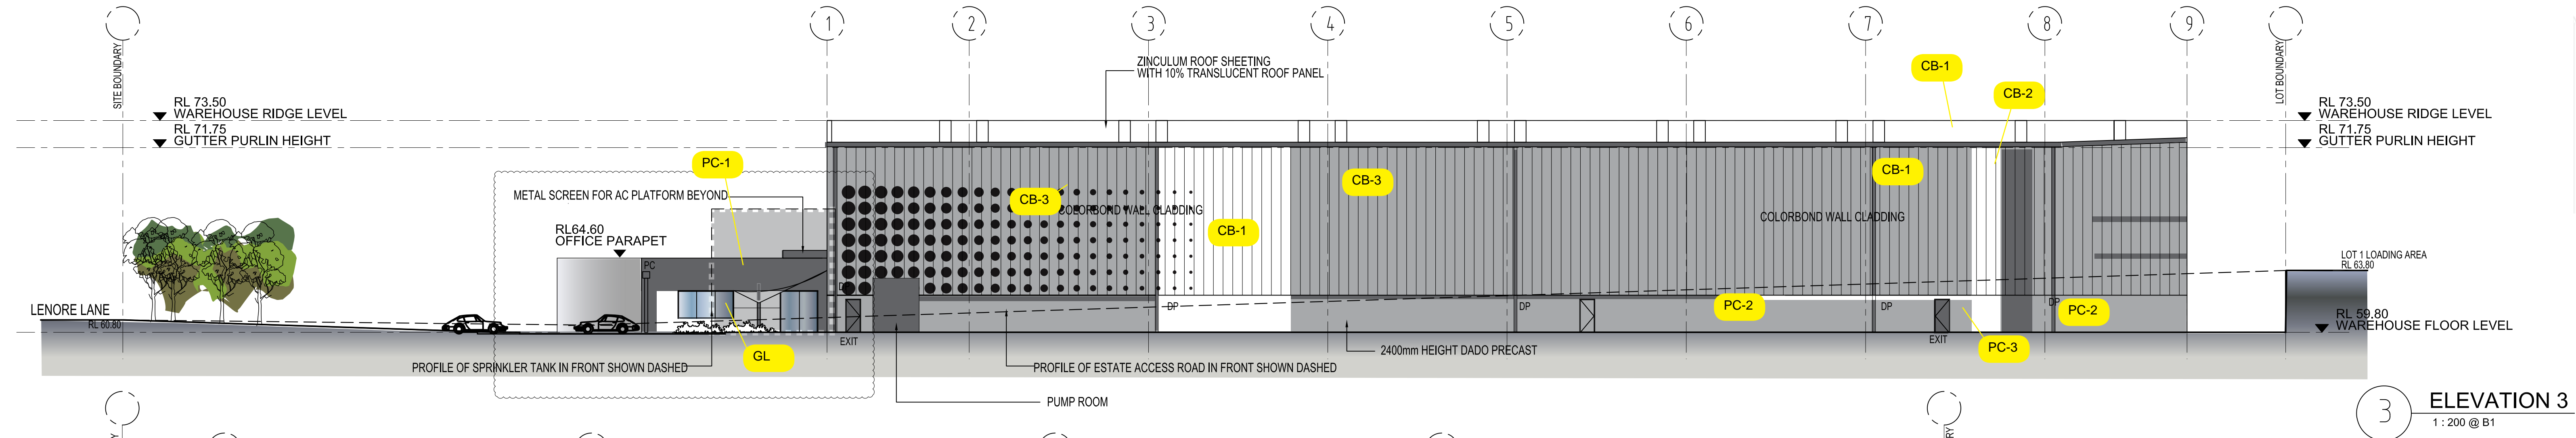 1
2
3
4
5
6
7
8
9
SITE BOUNDARY
LOT BOUNDARY
ZINCULUM ROOF SHEETING
WITH 10% TRANSLUCENT ROOF PANEL
CB-1
CB-2
RL 73.50
WAREHOUSE RIDGE LEVEL
RL 71.75
GUTTER PURLIN HEIGHT
RL 73.50
WAREHOUSE RIDGE LEVEL
RL 71.75
GUTTER PURLIN HEIGHT
PC-1
METAL SCREEN FOR AC PLATFORM BEYOND
CB-3
COLORBOND WALL CLADDING
CB-1
CB-3
CB-1
COLORBOND WALL CLADDING
RL64.60
OFFICE PARAPET
PC
LOT 1 LOADING AREA
RL 63.80
LENORE LANE
RL 60.80
DP
DP
DP
DP
DP
PC-2
PC-2
RL 59.80
WAREHOUSE FLOOR LEVEL
EXIT
EXIT
GL
PC-3
2400mm HEIGHT DADO PRECAST
PROFILE OF SPRINKLER TANK IN FRONT SHOWN DASHED
PROFILE OF ESTATE ACCESS ROAD IN FRONT SHOWN DASHED
PUMP ROOM
3
ELEVATION 3
1 : 200 @ B1
RY